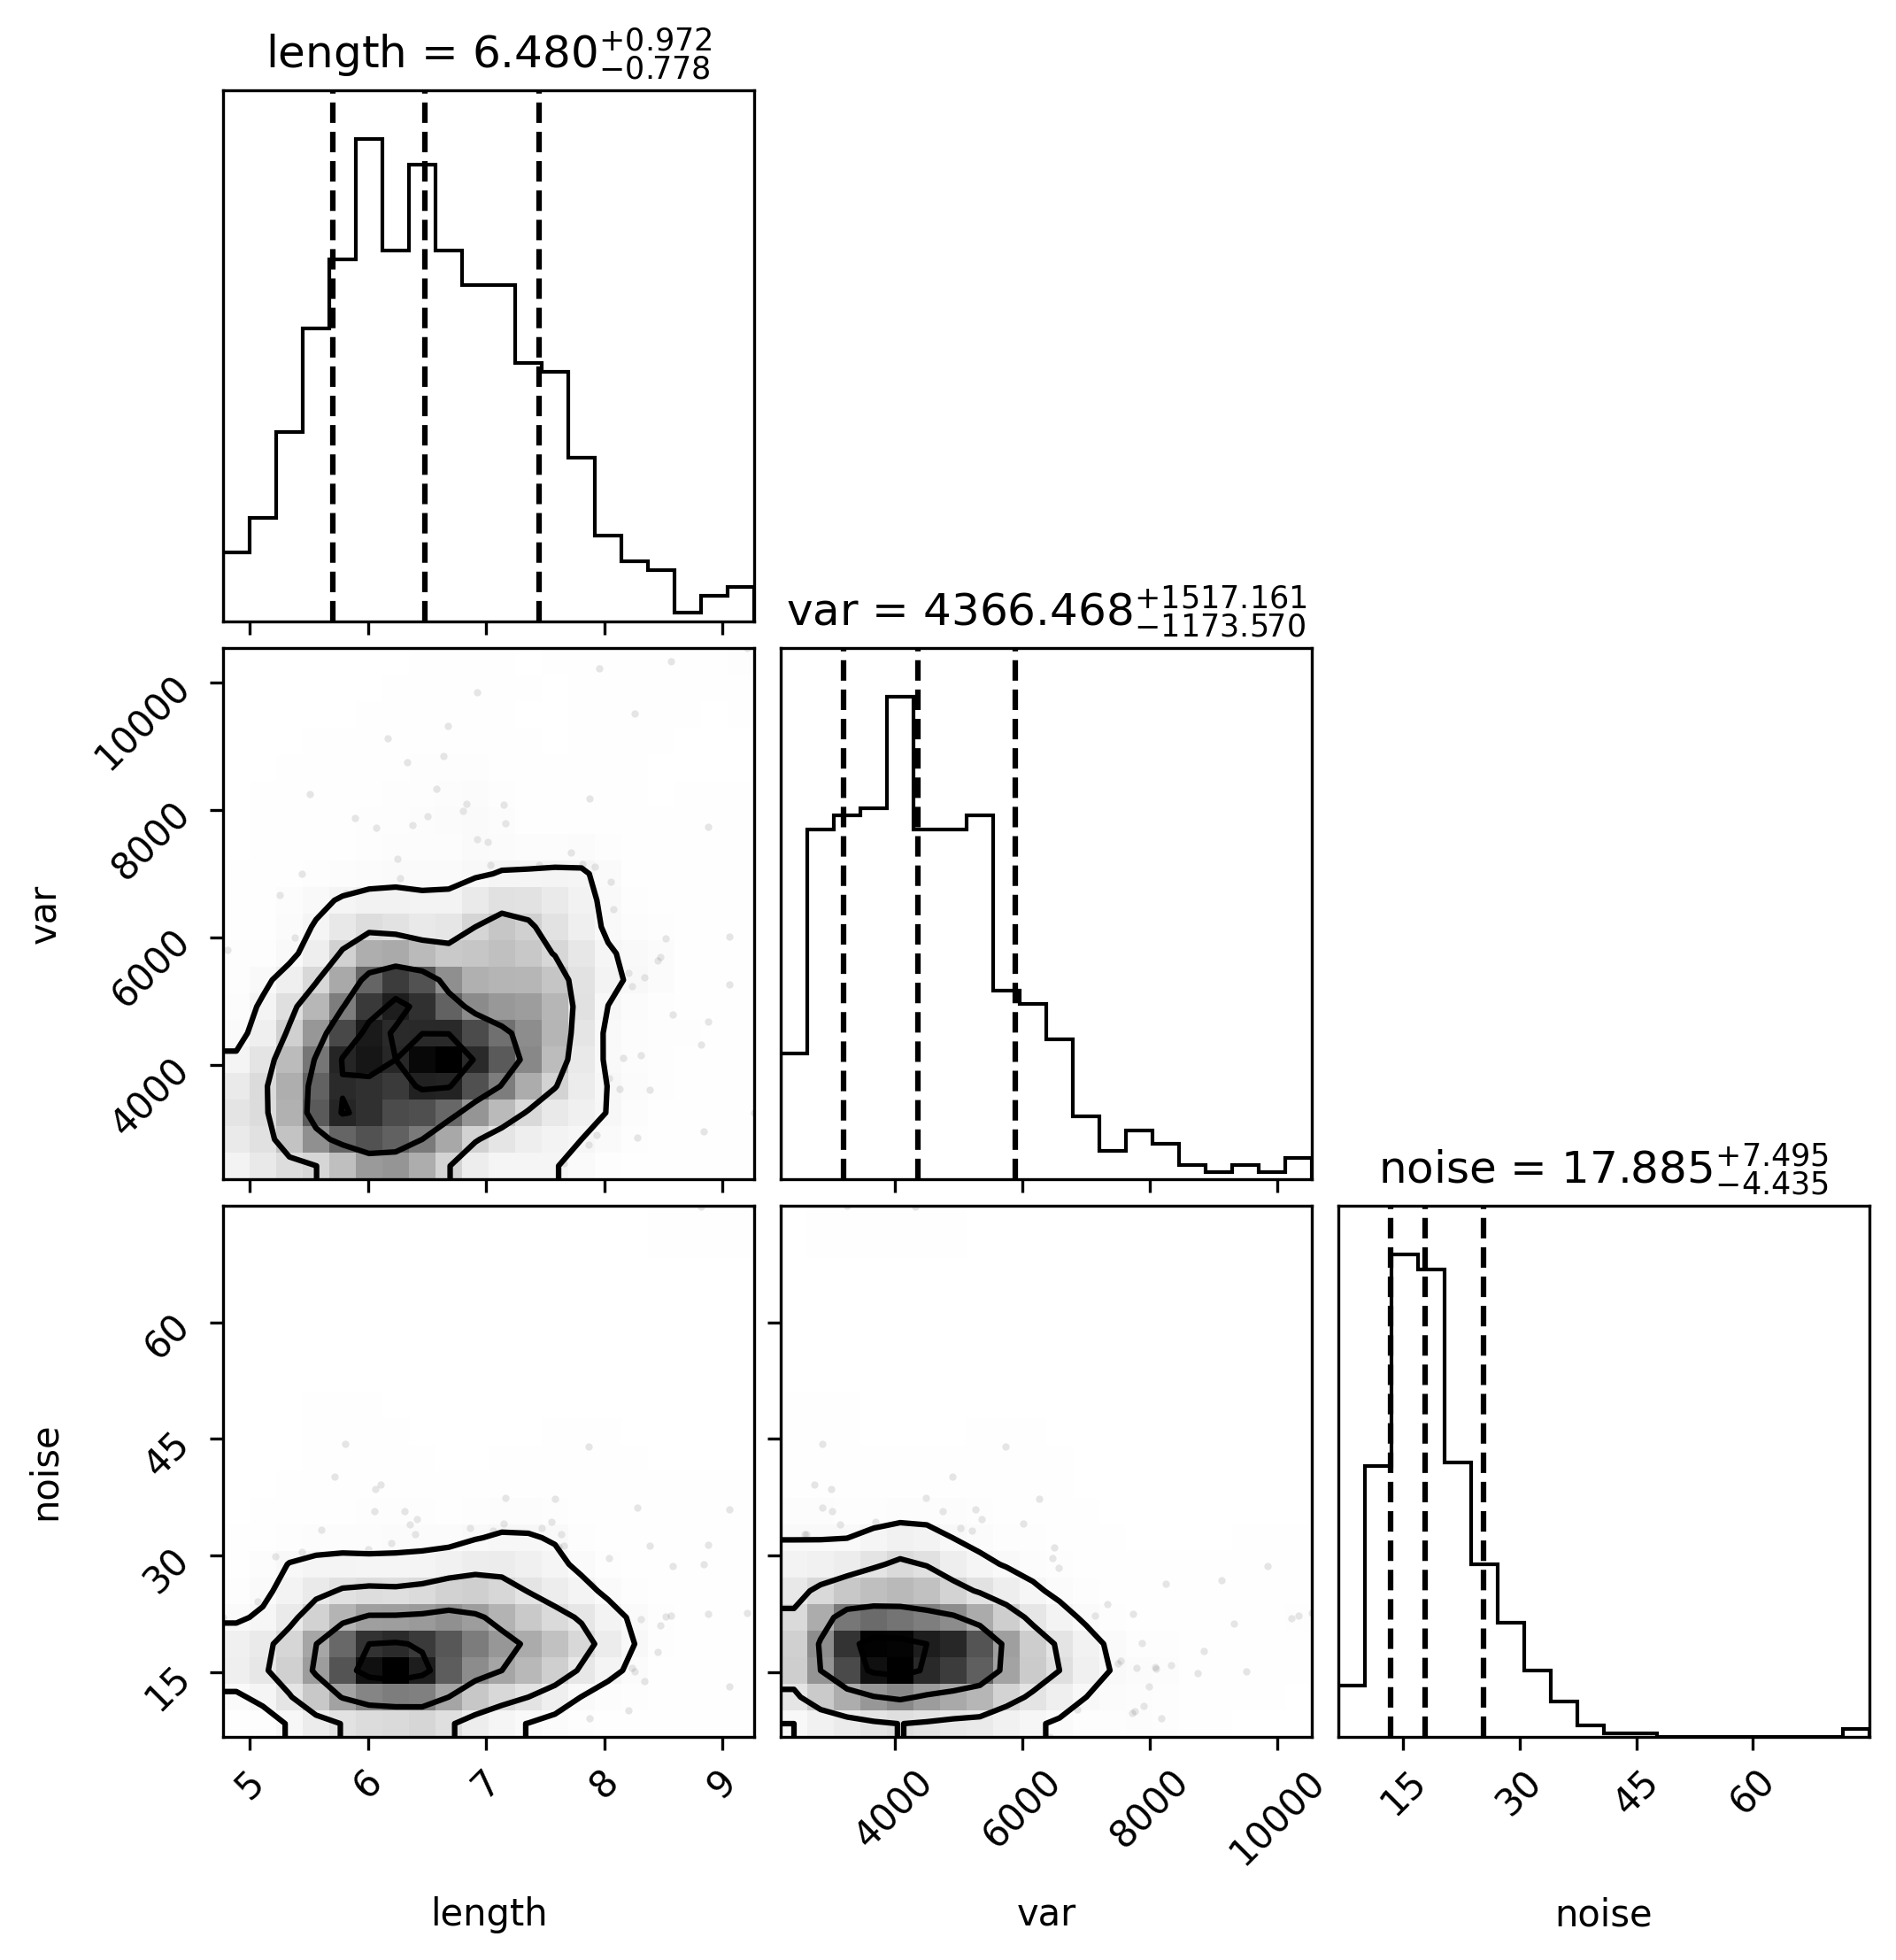 length = 6.480+0.972−0.778
var = 4366.468+1517.161−1173.570
10000
8000
6000
4000
var
noise = 17.885+7.495−4.435
60
45
30
15
noise
5 6 7 8 9
4000 6000 8000 10000
15 30 45 60
length var noise